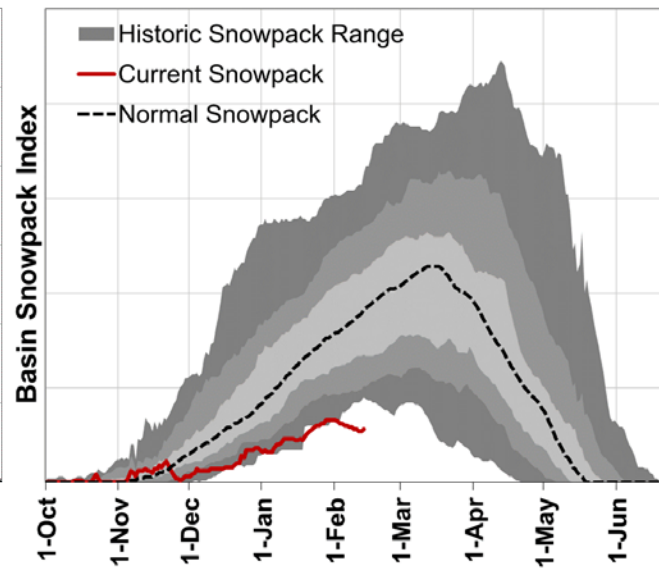 Historic Snowpack Range
Current Snowpack
Normal Snowpack
Basin Snowpack Index
1-Oct
1-Nov
1-Dec
1-Jan
1-Feb
1-Mar
1-Apr
1-May
1-Jun